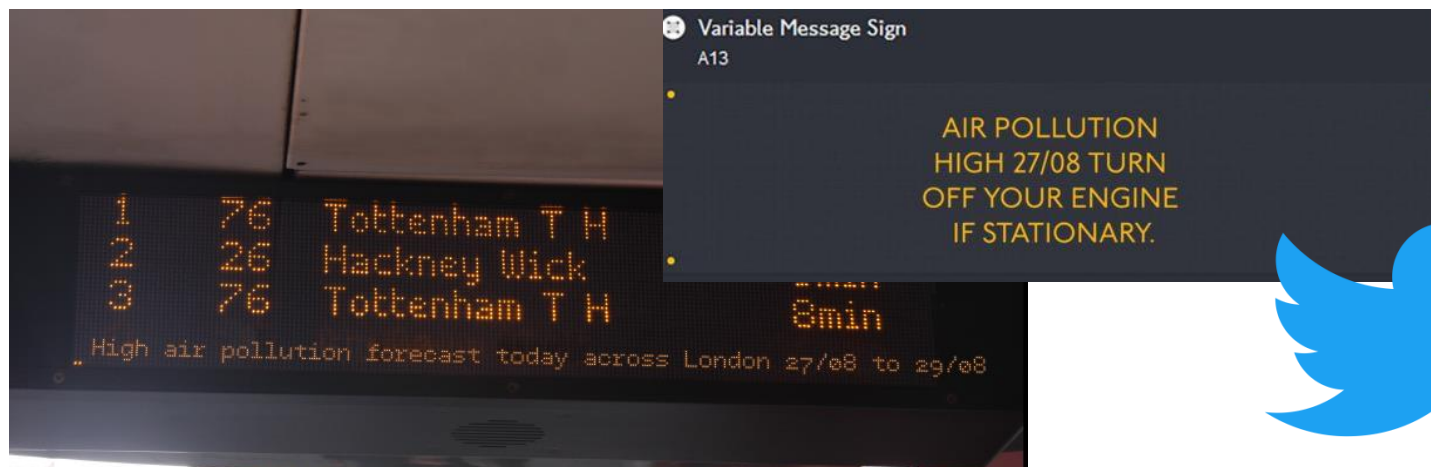 Variable Message Sign
A13
AIR POLLUTION
HIGH 27/08 TURN
OFF YOUR ENGINE
IF STATIONARY.
1 76 Tottenham T H
2 26 Hackney Wick
3 76 Tottenham T H 8min
High air pollution forecast today across London 27/08 to 29/08